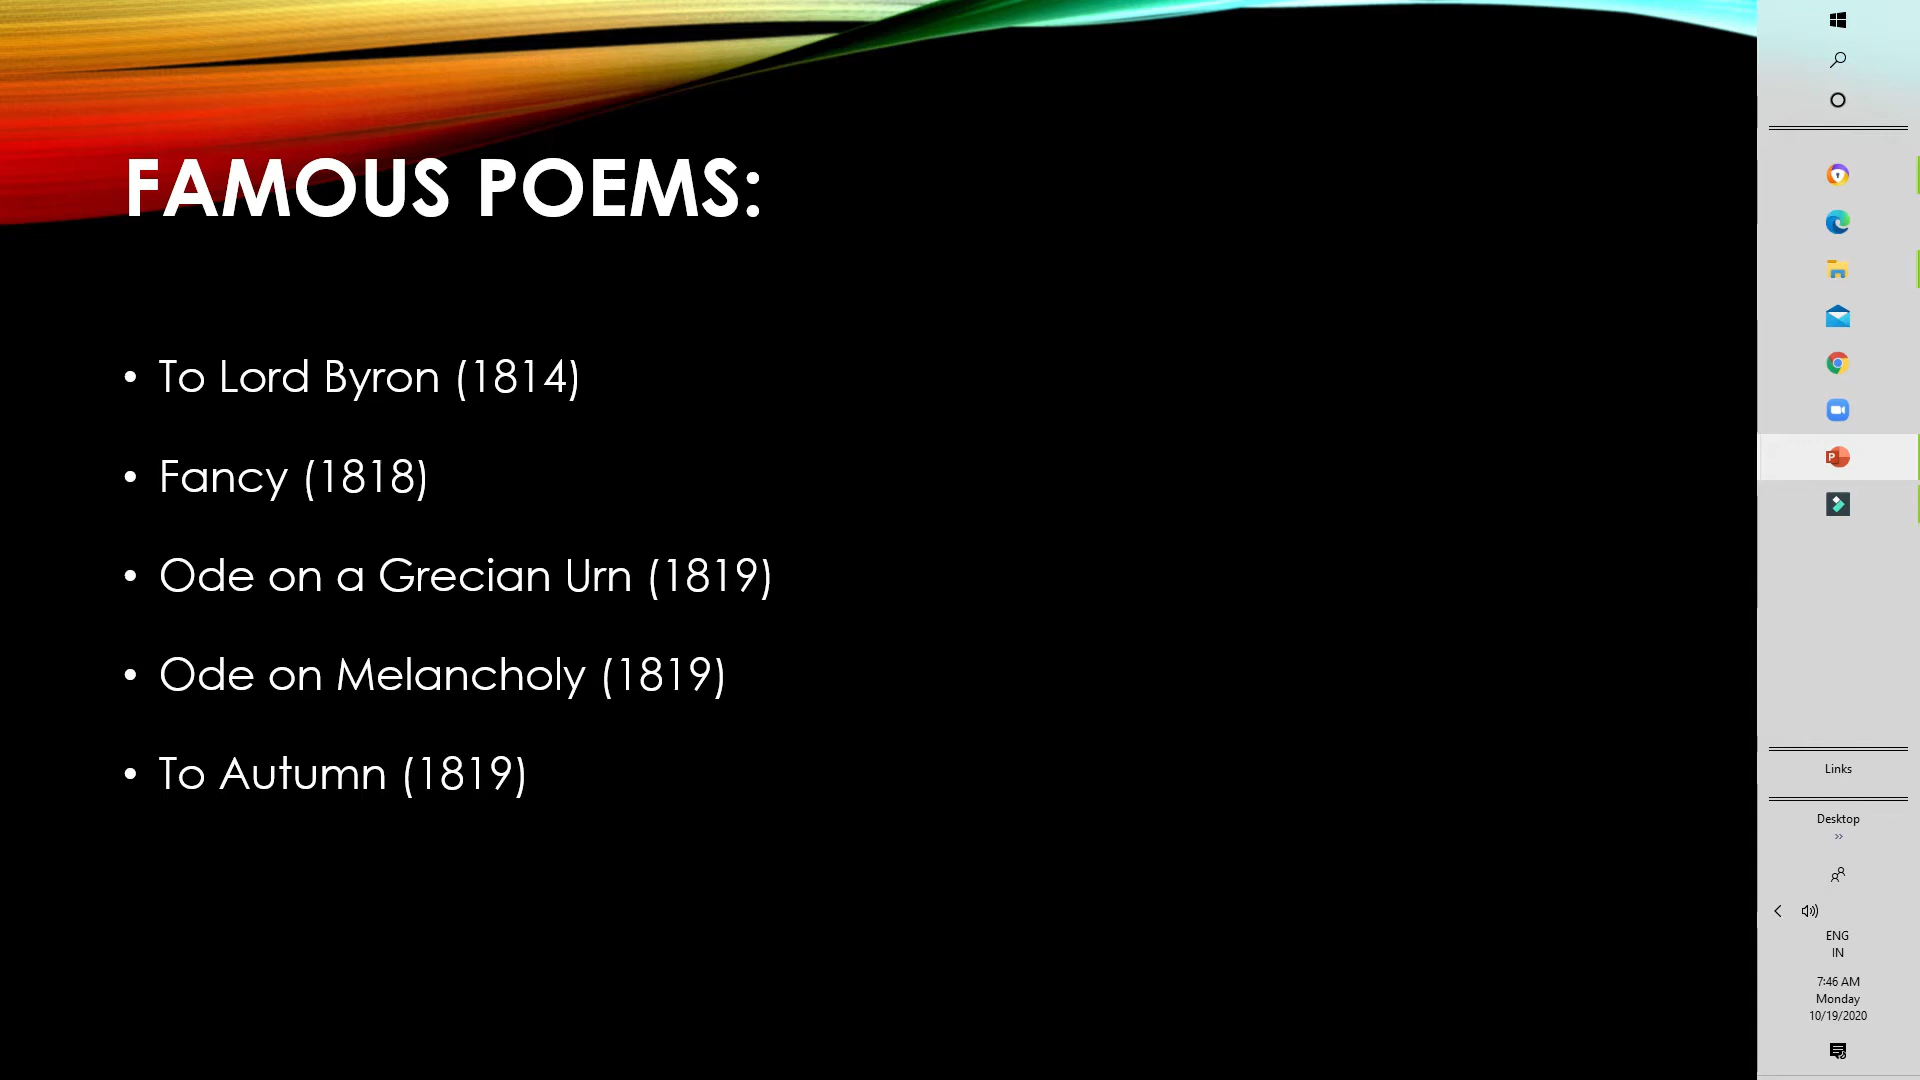 FAMOUS POEMS:
• To Lord Byron (1814)
• Fancy (1818)
• Ode on a Grecian Urn (1819)
• Ode on Melancholy (1819)
• To Autumn (1819)
Links
Desktop
ENG
IN
7:46 AM
Monday
10/19/2020